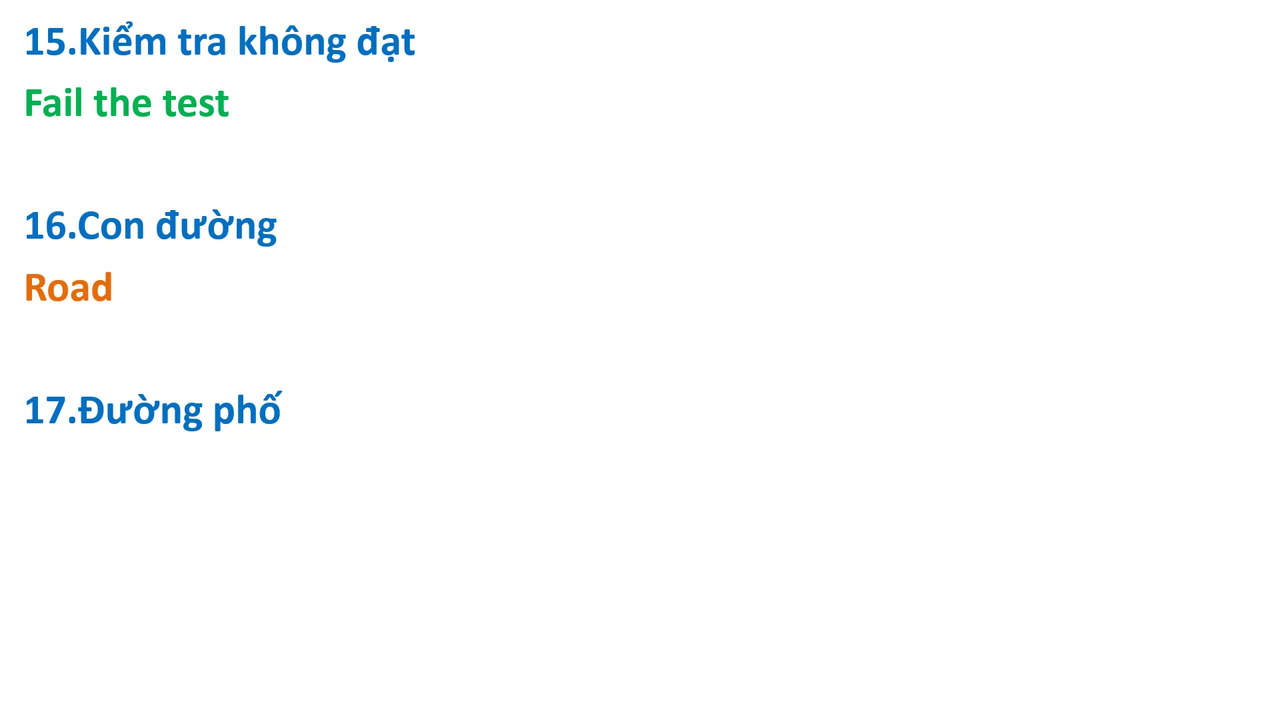 15.Kiểm tra không đạt
Fail the test
16.Con đường
Road
17.Đường phố